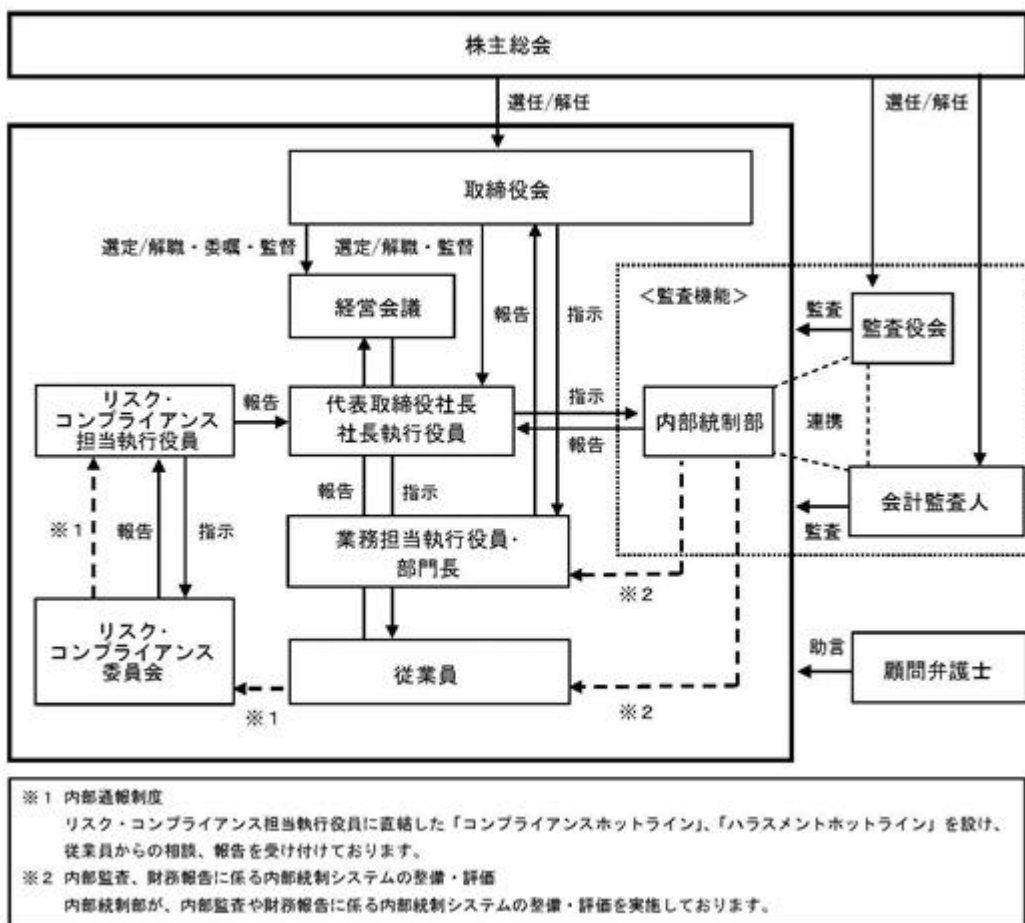 株主総会
選任/解任
選任/解任
取締役会
選定/解職・委嘱・監督
選定/解職・監督
経営会議
報告
指示
<監査機能>
監査
監査役会
リスク・
コンプライアンス
担当執行役員
報告
代表取締役社長
社長執行役員
指示
報告
内部統制部
連携
報告
指示
会計監査人
監査
※1
報告
指示
業務担当執行役員・
部門長
※2
リスク・
コンプライアンス
委員会
※1
従業員
※2
助言
顧問弁護士
※1 内部通報制度
リスク・コンプライアンス担当執行役員に直結した「コンプライアンスホットライン」、「ハラスメントホットライン」を設け、
従業員からの相談、報告を受け付けております。
※2 内部監査、財務報告に係る内部統制システムの整備・評価
内部統制部が、内部監査や財務報告に係る内部統制システムの整備・評価を実施しております。